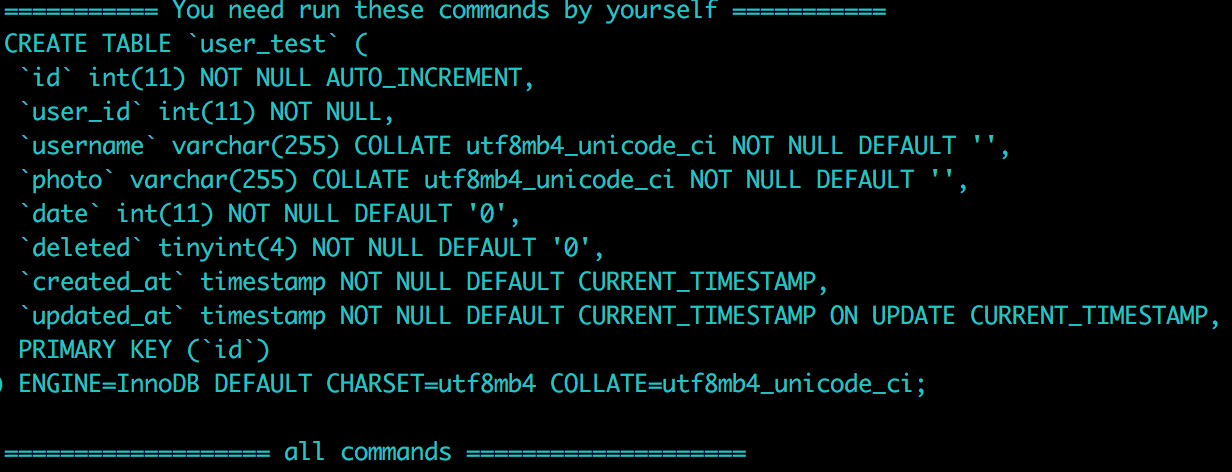 =========== You need run these commands by yourself ===========
CREATE TABLE `user_test` (
`id` int(11) NOT NULL AUTO_INCREMENT,
`user_id` int(11) NOT NULL,
`username` varchar(255) COLLATE utf8mb4_unicode_ci NOT NULL DEFAULT '',
`photo` varchar(255) COLLATE utf8mb4_unicode_ci NOT NULL DEFAULT '',
`date` int(11) NOT NULL DEFAULT '0',
`deleted` tinyint(4) NOT NULL DEFAULT '0',
`created_at` timestamp NOT NULL DEFAULT CURRENT_TIMESTAMP,
`updated_at` timestamp NOT NULL DEFAULT CURRENT_TIMESTAMP ON UPDATE CURRENT_TIMESTAMP,
PRIMARY KEY (`id`)
) ENGINE=InnoDB DEFAULT CHARSET=utf8mb4 COLLATE=utf8mb4_unicode_ci;
=================== all commands ====================